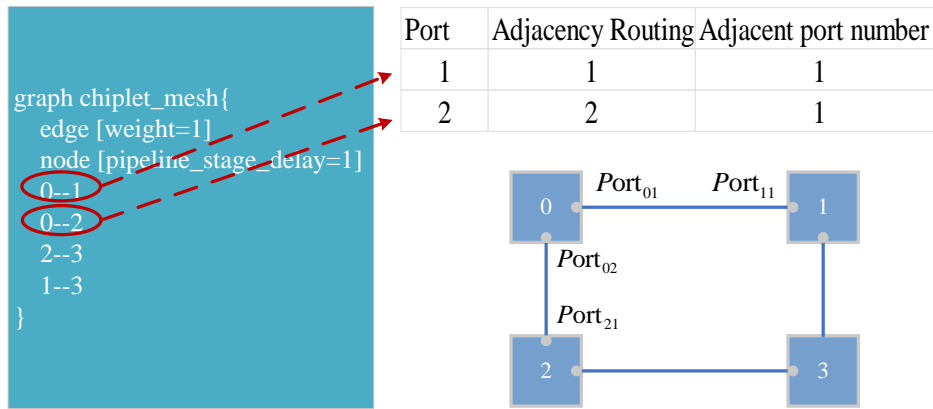 graph chiplet_mesh{
edge [weight=1]
node [pipeline_stage_delay=1]
0--1
0--2
2--3
1--3
}
Port Adjacency Routing Adjacent port number
1 1 1
2 2 1
0 Port01 Port11 1
Port02
Port21
2 3